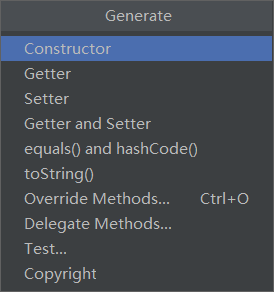 Generate
Constructor
Getter
Setter
Getter and Setter
equals() and hashCode()
toString()
Override Methods... Ctrl+O
Delegate Methods...
Test...
Copyright